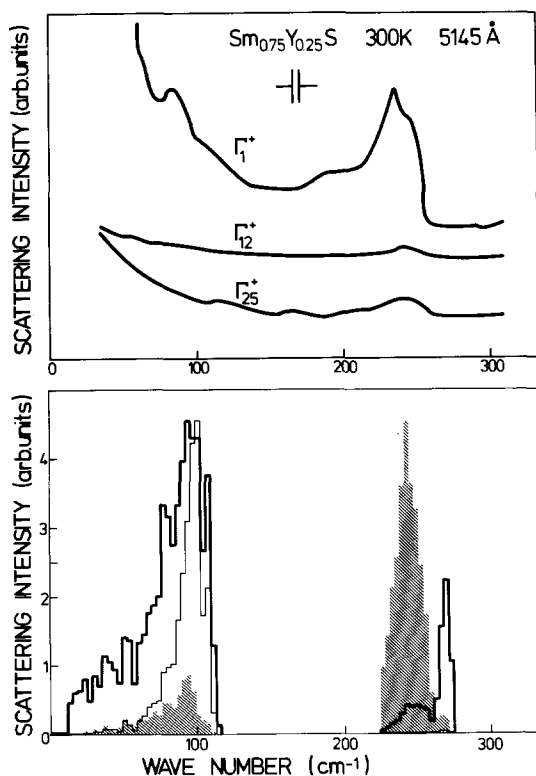 Sm0.75Y0.25S 300K 5145 Å
SCATTERING INTENSITY (arb.units)
Γ1+
Γ12+
Γ25+
0 100 200 300
SCATTERING INTENSITY (arb.units)
4
3
2
1
0
0 100 200 300
WAVE NUMBER (cm-1)